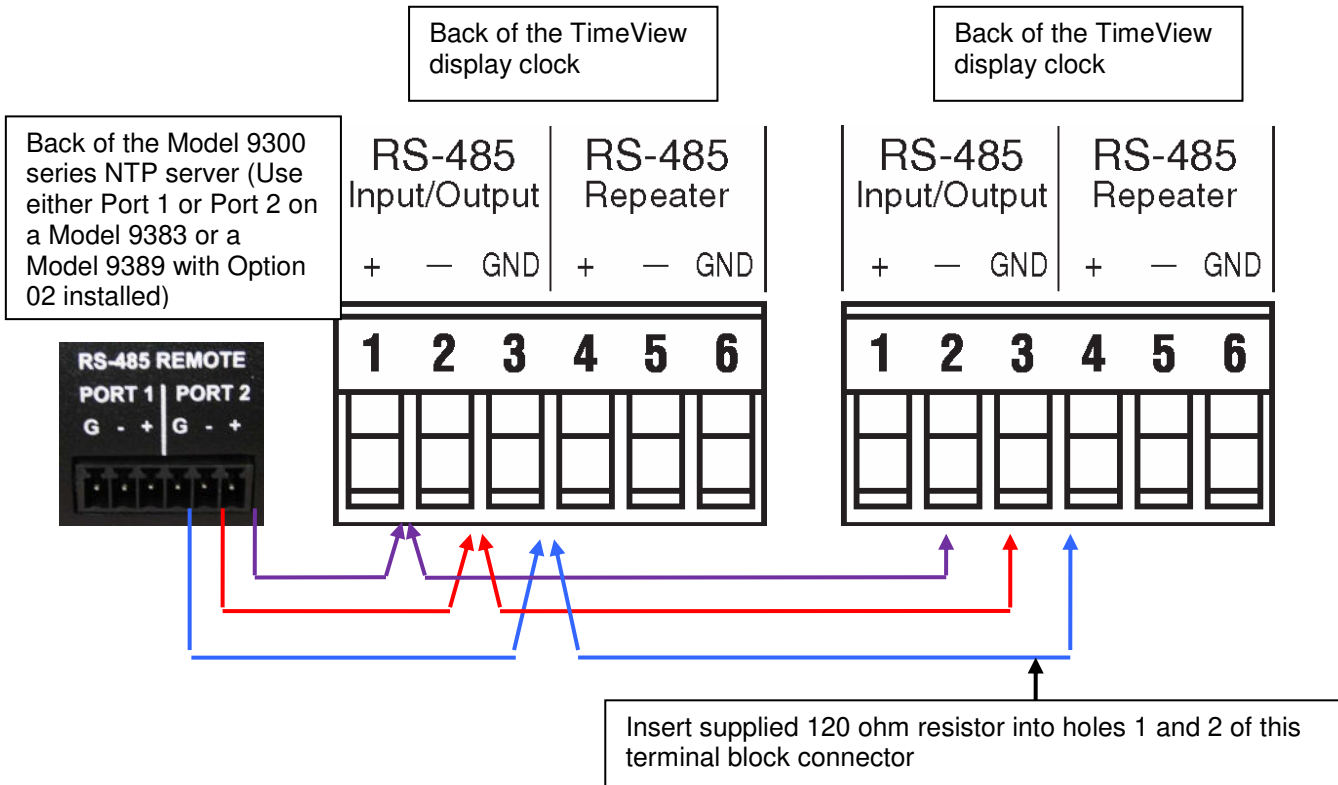 Back of the TimeView
display clock
Back of the TimeView
display clock
Back of the Model 9300
series NTP server (Use
either Port 1 or Port 2 on
a Model 9383 or a
Model 9389 with Option
02 installed)
RS-485 RS-485
Input/Output Repeater
+ — GND + — GND
1 2 3 4 5 6
RS-485 RS-485
Input/Output Repeater
+ — GND + — GND
1 2 3 4 5 6
RS-485 REMOTE
PORT 1 PORT 2
G - + G - +
Insert supplied 120 ohm resistor into holes 1 and 2 of this
terminal block connector